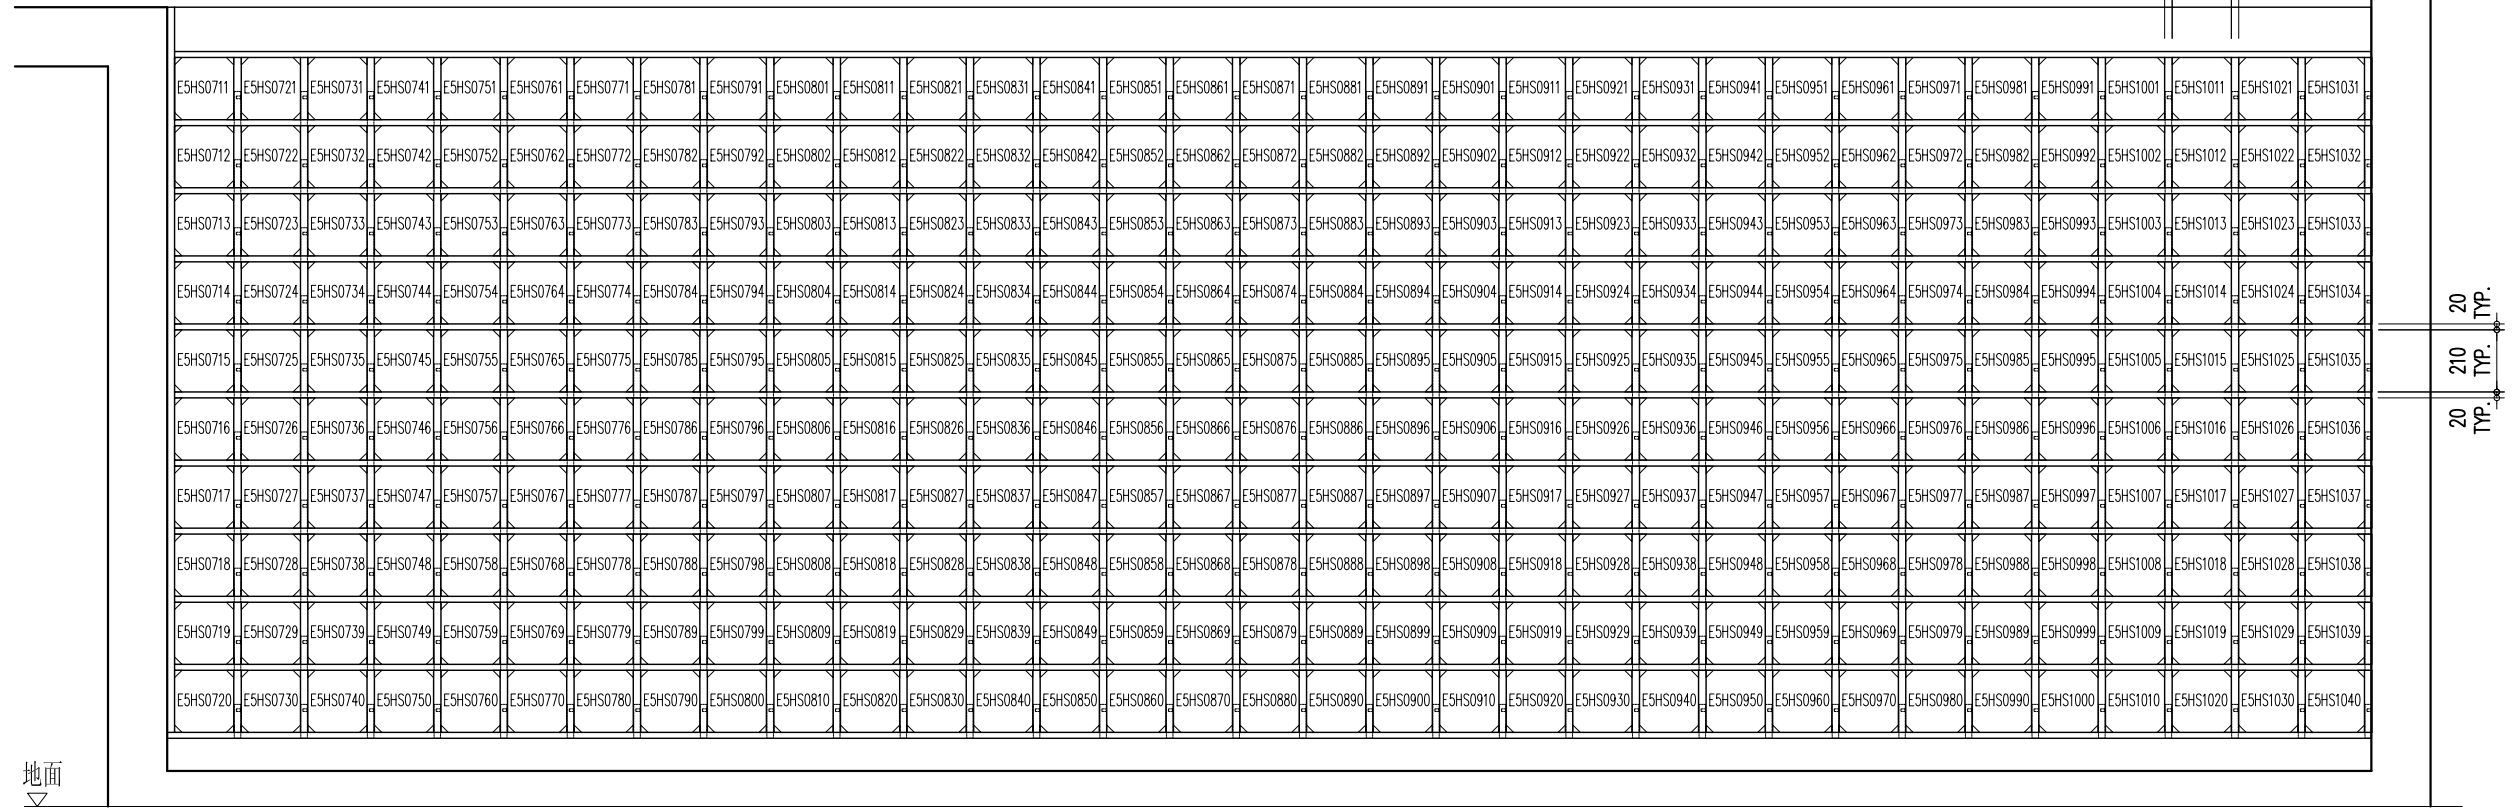 E5HS0711 E5HS0721 E5HS0731 E5HS0741 E5HS0751 E5HS0761 E5HS0771 E5HS0781 E5HS0791 E5HS0801 E5HS0811 E5HS0821 E5HS0831 E5HS0841 E5HS0851 E5HS0861 E5HS0871 E5HS0881 E5HS0891 E5HS0901 E5HS0911 E5HS0921 E5HS0931 E5HS0941 E5HS0951 E5HS0961 E5HS0971 E5HS0981 E5HS0991 E5HS1001 E5HS1011 E5HS1021 E5HS1031
E5HS0712 E5HS0722 E5HS0732 E5HS0742 E5HS0752 E5HS0762 E5HS0772 E5HS0782 E5HS0792 E5HS0802 E5HS0812 E5HS0822 E5HS0832 E5HS0842 E5HS0852 E5HS0862 E5HS0872 E5HS0882 E5HS0892 E5HS0902 E5HS0912 E5HS0922 E5HS0932 E5HS0942 E5HS0952 E5HS0962 E5HS0972 E5HS0982 E5HS0992 E5HS1002 E5HS1012 E5HS1022 E5HS1032
E5HS0713 E5HS0723 E5HS0733 E5HS0743 E5HS0753 E5HS0763 E5HS0773 E5HS0783 E5HS0793 E5HS0803 E5HS0813 E5HS0823 E5HS0833 E5HS0843 E5HS0853 E5HS0863 E5HS0873 E5HS0883 E5HS0893 E5HS0903 E5HS0913 E5HS0923 E5HS0933 E5HS0943 E5HS0953 E5HS0963 E5HS0973 E5HS0983 E5HS0993 E5HS1003 E5HS1013 E5HS1023 E5HS1033
E5HS0714 E5HS0724 E5HS0734 E5HS0744 E5HS0754 E5HS0764 E5HS0774 E5HS0784 E5HS0794 E5HS0804 E5HS0814 E5HS0824 E5HS0834 E5HS0844 E5HS0854 E5HS0864 E5HS0874 E5HS0884 E5HS0894 E5HS0904 E5HS0914 E5HS0924 E5HS0934 E5HS0944 E5HS0954 E5HS0964 E5HS0974 E5HS0984 E5HS0994 E5HS1004 E5HS1014 E5HS1024 E5HS1034
20
TYP.
E5HS0715 E5HS0725 E5HS0735 E5HS0745 E5HS0755 E5HS0765 E5HS0775 E5HS0785 E5HS0795 E5HS0805 E5HS0815 E5HS0825 E5HS0835 E5HS0845 E5HS0855 E5HS0865 E5HS0875 E5HS0885 E5HS0895 E5HS0905 E5HS0915 E5HS0925 E5HS0935 E5HS0945 E5HS0955 E5HS0965 E5HS0975 E5HS0985 E5HS0995 E5HS1005 E5HS1015 E5HS1025 E5HS1035
210
TYP.
E5HS0716 E5HS0726 E5HS0736 E5HS0746 E5HS0756 E5HS0766 E5HS0776 E5HS0786 E5HS0796 E5HS0806 E5HS0816 E5HS0826 E5HS0836 E5HS0846 E5HS0856 E5HS0866 E5HS0876 E5HS0886 E5HS0896 E5HS0906 E5HS0916 E5HS0926 E5HS0936 E5HS0946 E5HS0956 E5HS0966 E5HS0976 E5HS0986 E5HS0996 E5HS1006 E5HS1016 E5HS1026 E5HS1036
20
TYP.
E5HS0717 E5HS0727 E5HS0737 E5HS0747 E5HS0757 E5HS0767 E5HS0777 E5HS0787 E5HS0797 E5HS0807 E5HS0817 E5HS0827 E5HS0837 E5HS0847 E5HS0857 E5HS0867 E5HS0877 E5HS0887 E5HS0897 E5HS0907 E5HS0917 E5HS0927 E5HS0937 E5HS0947 E5HS0957 E5HS0967 E5HS0977 E5HS0987 E5HS0997 E5HS1007 E5HS1017 E5HS1027 E5HS1037
E5HS0718 E5HS0728 E5HS0738 E5HS0748 E5HS0758 E5HS0768 E5HS0778 E5HS0788 E5HS0798 E5HS0808 E5HS0818 E5HS0828 E5HS0838 E5HS0848 E5HS0858 E5HS0868 E5HS0878 E5HS0888 E5HS0898 E5HS0908 E5HS0918 E5HS0928 E5HS0938 E5HS0948 E5HS0958 E5HS0968 E5HS0978 E5HS0988 E5HS0998 E5HS1008 E5HS1018 E5HS1028 E5HS1038
E5HS0719 E5HS0729 E5HS0739 E5HS0749 E5HS0759 E5HS0769 E5HS0779 E5HS0789 E5HS0799 E5HS0809 E5HS0819 E5HS0829 E5HS0839 E5HS0849 E5HS0859 E5HS0869 E5HS0879 E5HS0889 E5HS0899 E5HS0909 E5HS0919 E5HS0929 E5HS0939 E5HS0949 E5HS0959 E5HS0969 E5HS0979 E5HS0989 E5HS0999 E5HS1009 E5HS1019 E5HS1029 E5HS1039
E5HS0720 E5HS0730 E5HS0740 E5HS0750 E5HS0760 E5HS0770 E5HS0780 E5HS0790 E5HS0800 E5HS0810 E5HS0820 E5HS0830 E5HS0840 E5HS0850 E5HS0860 E5HS0870 E5HS0880 E5HS0890 E5HS0900 E5HS0910 E5HS0920 E5HS0930 E5HS0940 E5HS0950 E5HS0960 E5HS0970 E5HS0980 E5HS0990 E5HS1000 E5HS1010 E5HS1020 E5HS1030 E5HS1040
地面